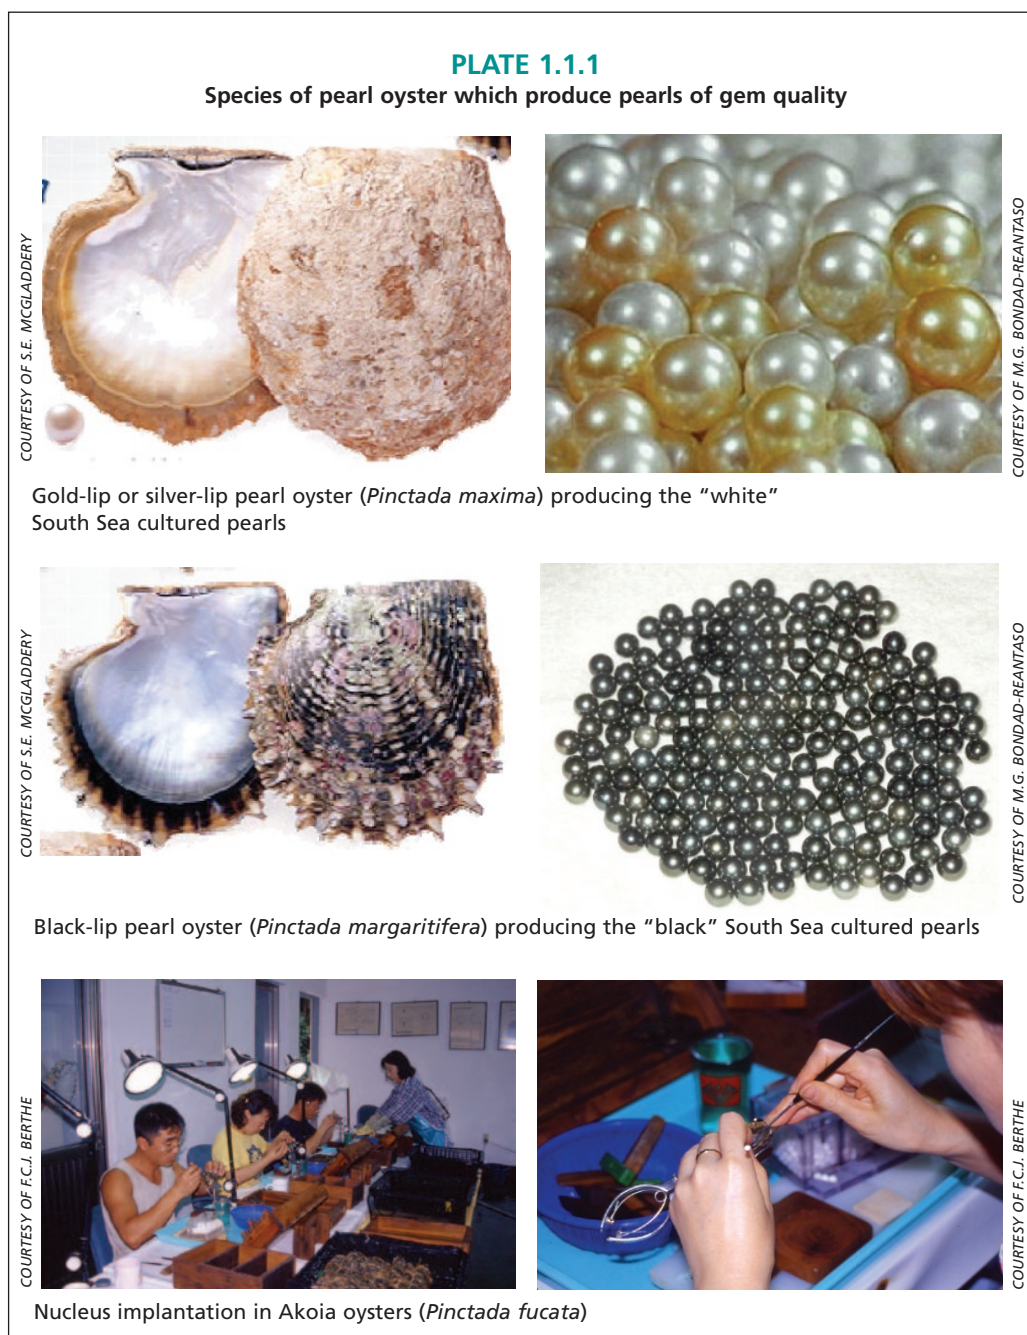 PLATE 1.1.1
Species of pearl oyster which produce pearls of gem quality
COURTESY OF S.E. MCGLADDERY
COURTESY OF M.G. BONDAD-REANTASO
Gold-lip or silver-lip pearl oyster (Pinctada maxima) producing the “white”
South Sea cultured pearls
COURTESY OF S.E. MCGLADDERY
COURTESY OF M.G. BONDAD-REANTASO
Black-lip pearl oyster (Pinctada margaritifera) producing the “black” South Sea cultured pearls
COURTESY OF F.C.J. BERTHE
COURTESY OF F.C.J. BERTHE
Nucleus implantation in Akoia oysters (Pinctada fucata)